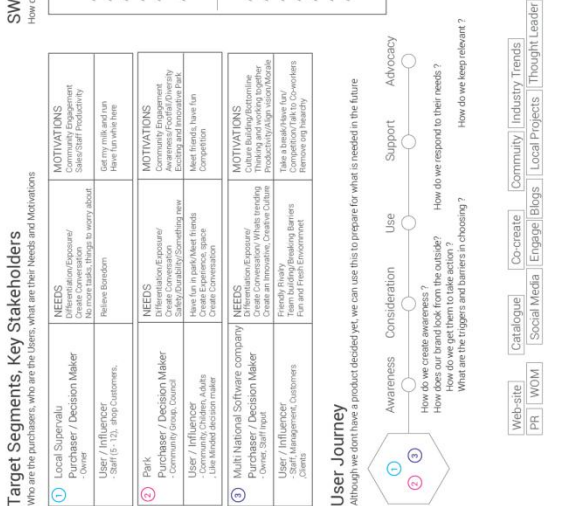 SW
How d
Target Segments, Key Stakeholders
Who are the purchasers, who are the Users, what are their Needs and Motivations
1
Local Supervalu
Purchaser / Decision Maker
- Owner
User / Influencer
- Staff (5 - 12), shop Customers,
NEEDS
Differentiation/Exposure/
Create Conversation
No more tasks, things to worry about
Relieve Boredom
MOTIVATIONS
Community Engagement
Sales/Staff Productivity
Get my milk and run
Have fun whie here
2
Park
Purchaser / Decision Maker
- Community Group, Council
User / Influencer
- Community, Children, Adults
, Like Minded decision maker
NEEDS
Differentiation/Exposure/
Create Conversation
Safety/Durability/Something new
Have fun in park/Meet friends
Create Experience, space
Create Conversation
MOTIVATIONS
Community Engagement
Awareness/Footfall/Diversity
Exciting and Innovative Park
Meet friends, have fun
Competition
3
Multi National Software company
Purchaser / Decision Maker
- Owner, Staff Input
User / Influencer
- Staff, Management, Customers
,Clients
NEEDS
Differentiation/Exposure/
Create Conversation/ Whats trending
Create an Innovative, Creative Culture
Friendly Rivalry
Team building/Breaking Barriers
Fun and Fresh Enviornmnet
MOTIVATIONS
Culture Building/Bottomline
Thinking and working together
Productivity/Align vision/Morale
Take a break/Have fun/
Competition/Talk to Co-workers
Remove org hiearchy
User Journey
Although we dont have a product decided yet, we can use this to prepare for what is needed in the future
1
2
3
Awareness Consideration Use Support Advocacy
How do we create awareness ?
How does our brand look from the outside? How do we respond to their needs ?
How do we get them to take action ?
What are the triggers and barriers in choosing ? How do we keep relevant ?
Web-site Catalogue Co-create Commuity Industry Trends
PR WOM Social Media Engage Blogs Local Projects Thought Leader